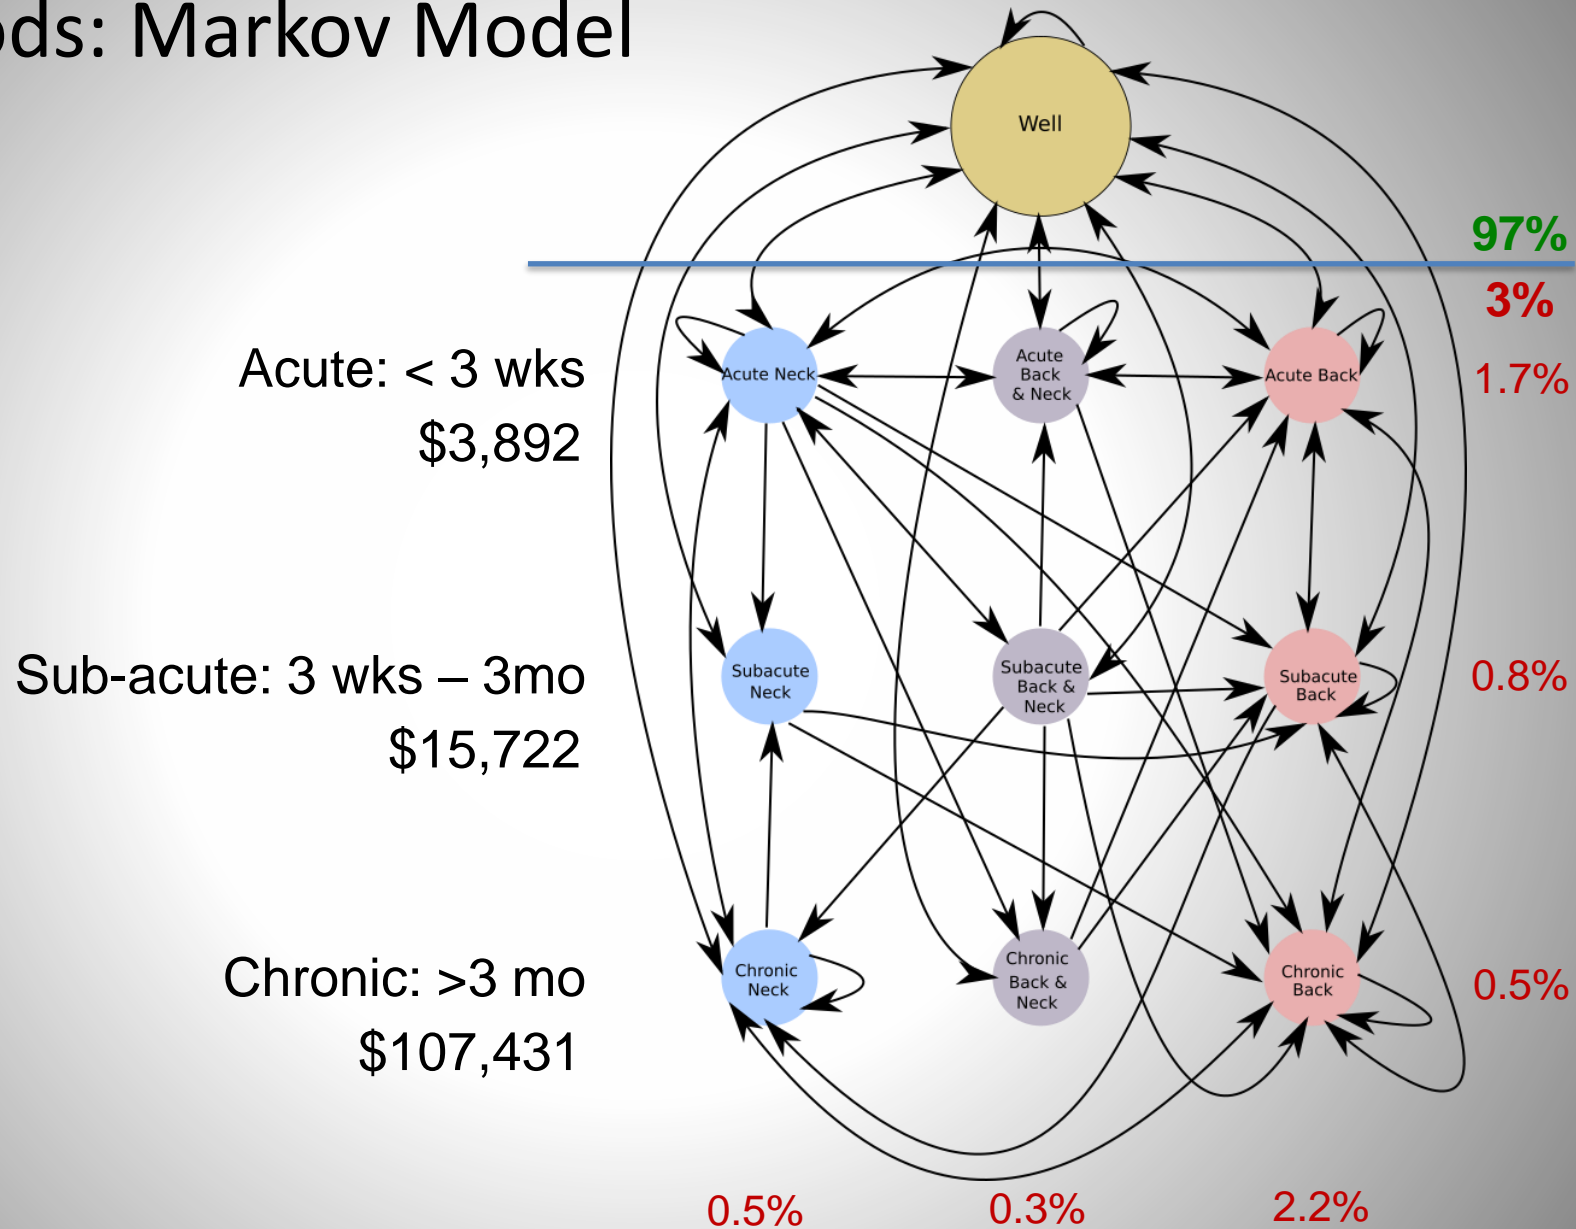 ods: Markov Model
Well
97%
3%
Acute: < 3 wks
$3,892
Acute Neck
Acute
Back
& Neck
Acute Back
1.7%
Sub-acute: 3 wks – 3mo
$15,722
Subacute
Neck
Subacute
Back &
Neck
Subacute
Back
0.8%
Chronic: >3 mo
$107,431
Chronic
Neck
Chronic
Back &
Neck
Chronic
Back
0.5%
0.5%
0.3%
2.2%